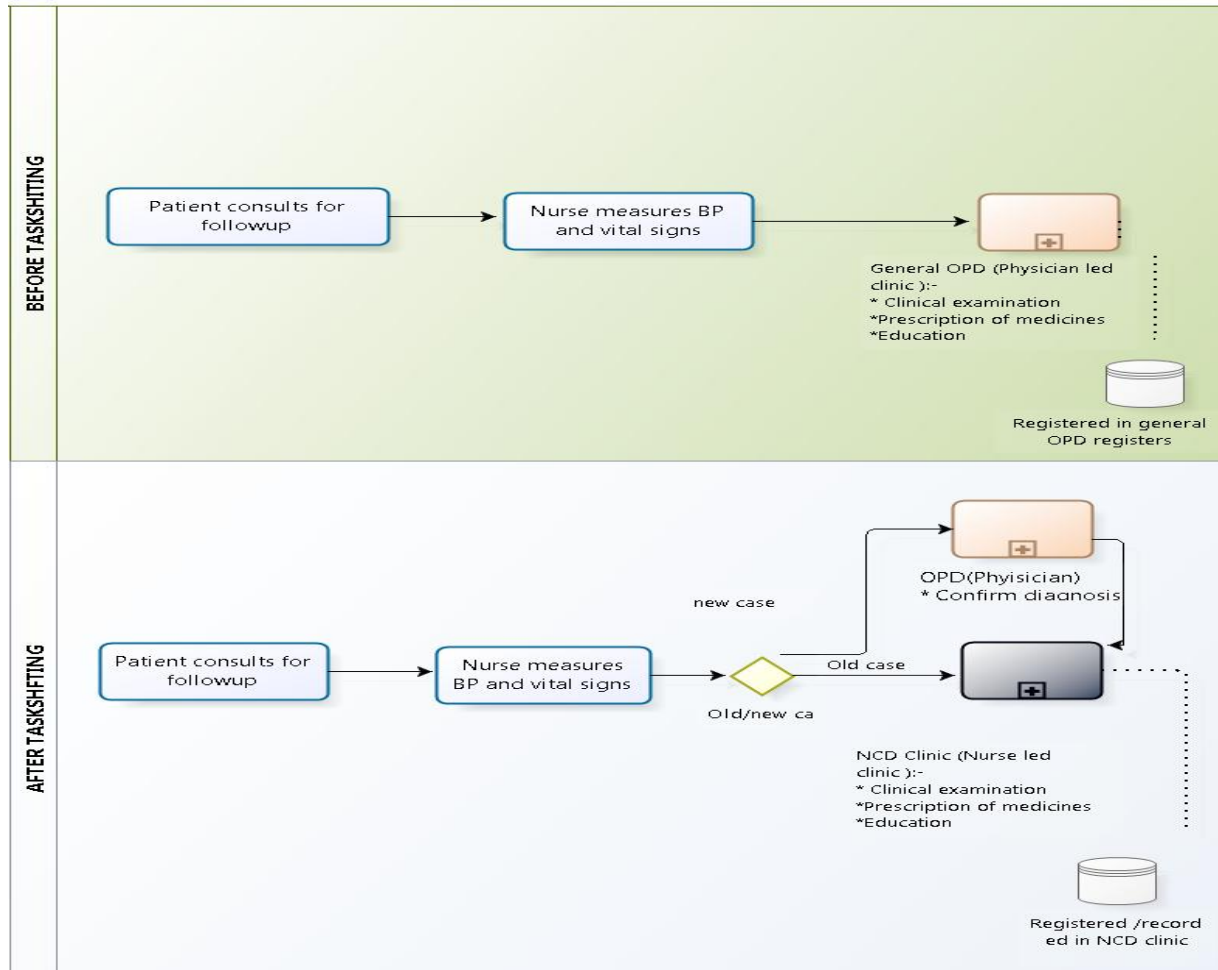 BEFORE TASKSHITING
Patient consults for
followup
Nurse measures BP
and vital signs
General OPD (Physician led
clinic ):-
* Clinical examination
*Prescription of medicines
*Education
Registered in general
OPD registers
AFTER TASKSHFTING
Patient consults for
followup
Nurse measures
BP and vital signs
Old/new ca
new case
Old case
OPD(Phyisician)
* Confirm diagnosis
NCD Clinic (Nurse led
clinic ):-
* Clinical examination
*Prescription of medicines
*Education
Registered /record
ed in NCD clinic